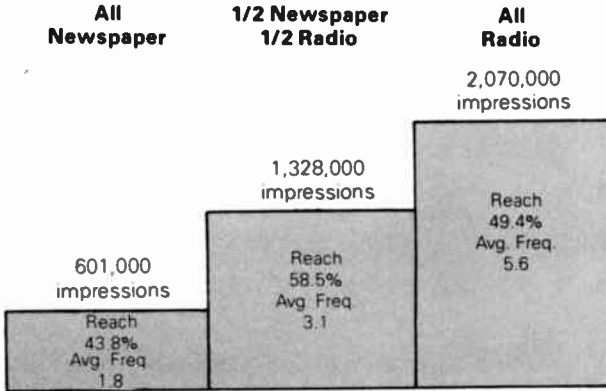 All
Newspaper
1/2 Newspaper
1/2 Radio
All
Radio
601,000
impressions
Reach
43.8%
Avg. Freq
1.8
1,328,000
impressions
Reach
58.5%
Avg. Freq.
3.1
2,070,000
impressions
Reach
49.4%
Avg. Freq.
5.6